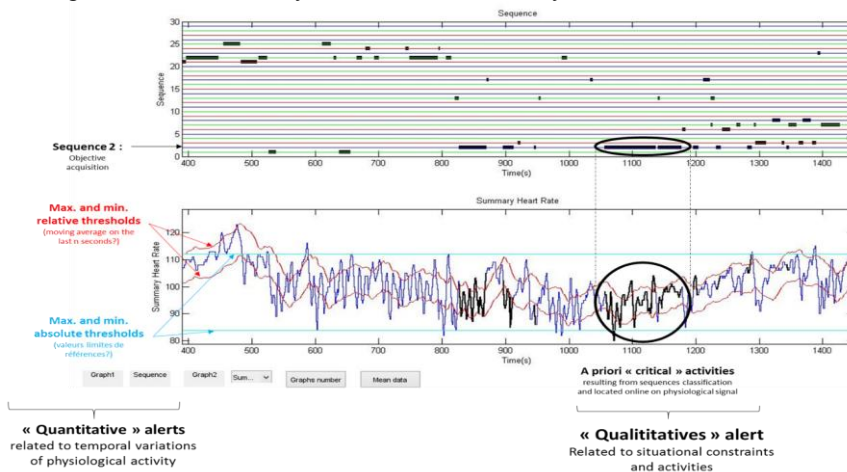 Sequence
30
25
20
15
10
5
0
Sequence
400 500 600 700 800 900 1000 1100 1200 1300 1400
Time(s)
Sequence 2 :
Objective
acquisition
Summary Heart Rate
120
110
100
90
80
Summary Heart Rate
400 500 600 700 800 900 1000 1100 1200 1300 1400
Time(s)
Max. and min.
relative thresholds
(moving average on the
last n seconds?)
Max. and min.
absolute thresholds
(valeurs limites de
références?)
Graph1 Sequence Graph2 Sum... Graphs number Mean data
A priori « critical » activities
resulting from sequences classification
and located online on physiological signal
« Quantitative » alerts
related to temporal variations
of physiological activity
« Qualititatives » alert
Related to situational constraints
and activities